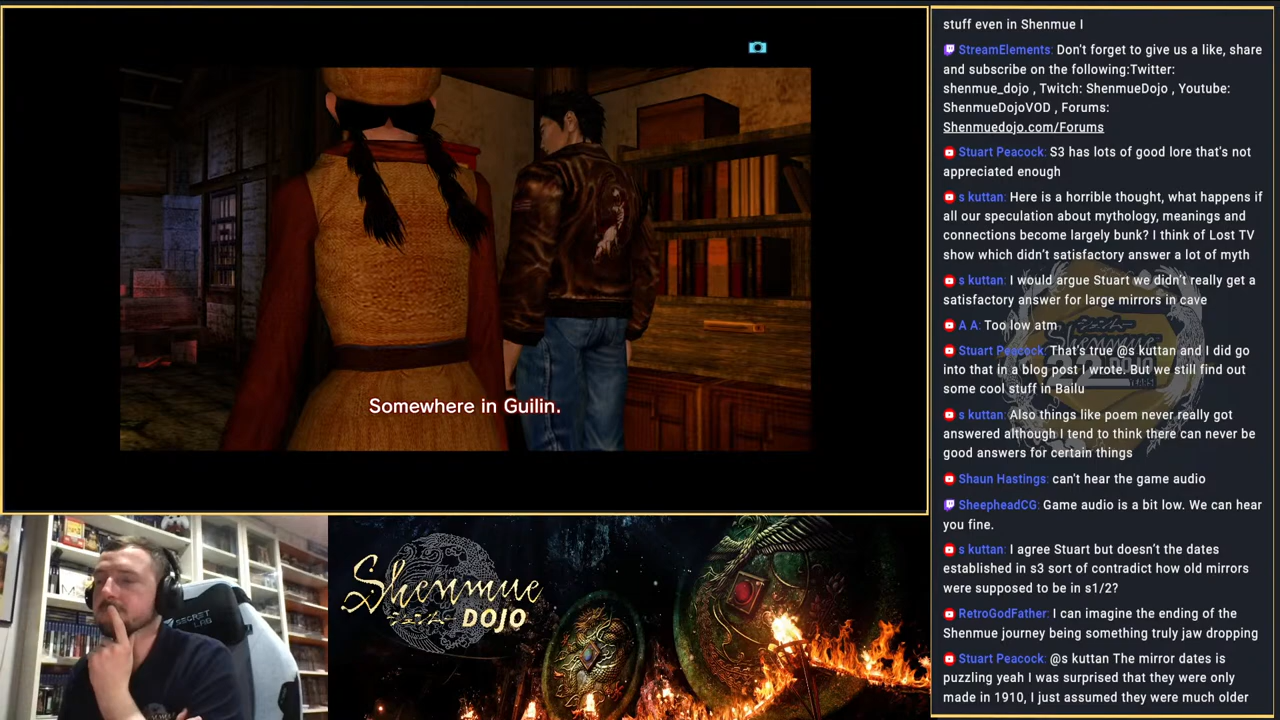 stuff even in Shenmue I
StreamElements: Don't forget to give us a like, share
and subscribe on the following:Twitter:
shenmue_dojo , Twitch: ShenmueDojo , Youtube:
ShenmueDojoVOD , Forums:
Shenmuedojo.com/Forums
Stuart Peacock: S3 has lots of good lore that's not
appreciated enough
s kuttan: Here is a horrible thought, what happens if
all our speculation about mythology, meanings and
connections become largely bunk? I think of Lost TV
show which didn't satisfactory answer a lot of myth
s kuttan: I would argue Stuart we didn't really get a
satisfactory answer for large mirrors in cave
A A: Too low atm
Stuart Peacock: That's true @s kuttan and I did go
into that in a blog post I wrote. But we still find out
some cool stuff in Bailu
s kuttan: Also things like poem never really got
answered although I tend to think there can never be
good answers for certain things
Shaun Hastings: can't hear the game audio
SheepheadCG: Game audio is a bit low. We can hear
you fine.
s kuttan: I agree Stuart but doesn't the dates
established in s3 sort of contradict how old mirrors
were supposed to be in s1/2?
RetroGodFather: I can imagine the ending of the
Shenmue journey being something truly jaw dropping
Stuart Peacock: @s kuttan The mirror dates is
puzzling yeah I was surprised that they were only
made in 1910, I just assumed they were much older
Somewhere in Guilin.
SECRET
LAB
Shenmue
シェンムー DOJO